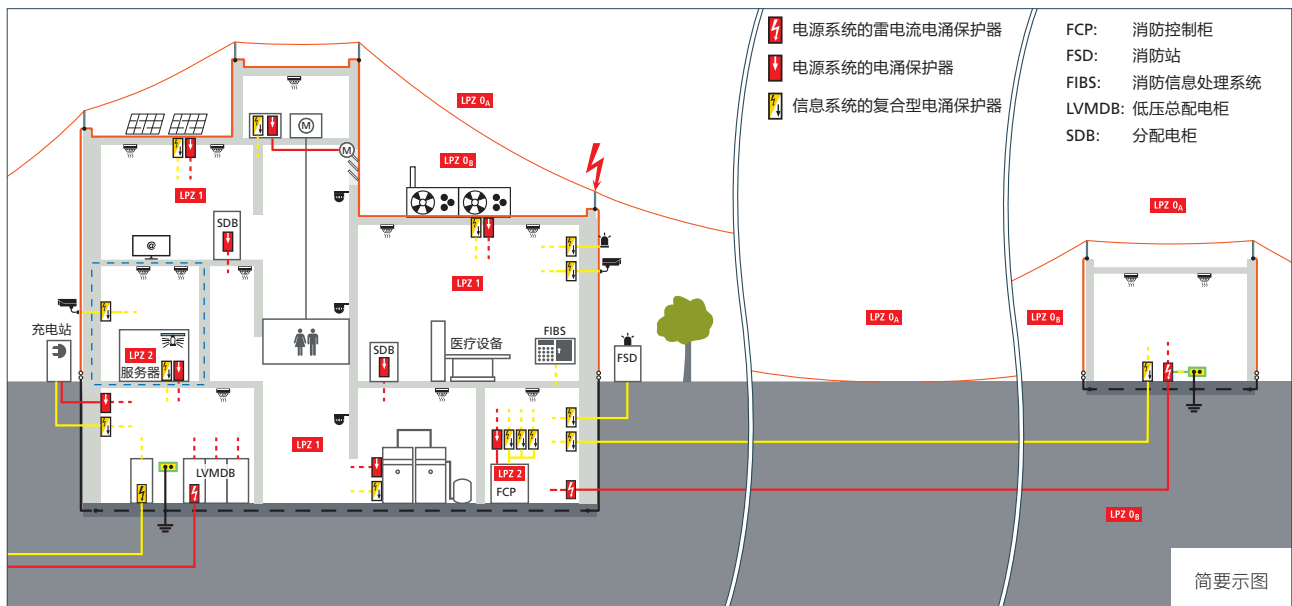 电源系统的雷电流电涌保护器
电源系统的电涌保护器
信息系统的复合型电涌保护器
FCP: 消防控制柜
FSD: 消防站
FIBS: 消防信息处理系统
LVMDB: 低压总配电柜
SDB: 分配电柜
LPZ 0A
M
M
LPZ 0B
LPZ 1
SDB
@
LPZ 1
LPZ 0A
LPZ 0A
LPZ 0B
充电站
LPZ 2
服务器
SDB
医疗设备
FIBS
FSD
LPZ 1
LVMDB
LPZ 2
FCP
LPZ 0B
简要示图